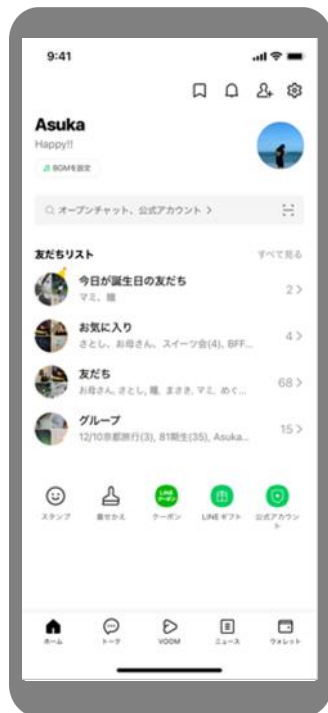 9:41
Asuka
Happy!!
BGMを設定
オープンチャット、公式アカウント >
友だちリスト すべて見る
今日が誕生日の友だち
マミ、瞳
2 >
お気に入り
さとし、お母さん、スイーツ会(4), BFF...
4 >
友だち
お母さん, さとし, 瞳, まさき, マミ, めぐ...
68 >
グループ
12/10京都旅行(3), 81期生(35), Asuka...
15 >
スタンプ 着せかえ クーポン LINEギフト 公式アカウント
ホーム トーク VOOM ニュース ウォレット